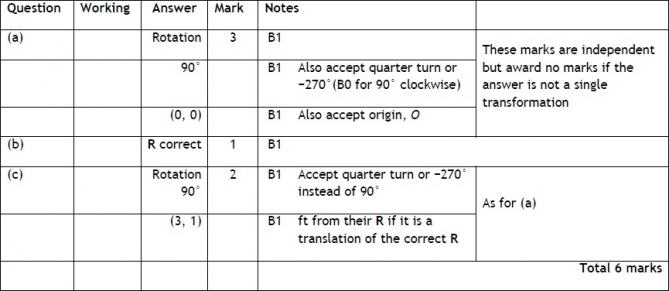 Question Working Answer Mark Notes
(a) Rotation 3 B1
These marks are independent
but award no marks if the
answer is not a single
transformation
90° B1 Also accept quarter turn or
−270°(B0 for 90° clockwise)
(0, 0) B1 Also accept origin, O
(b) R correct 1 B1
(c) Rotation 2 B1 Accept quarter turn or −270°
90° instead of 90°
As for (a)
(3, 1) B1 ft from their R if it is a
translation of the correct R
Total 6 marks